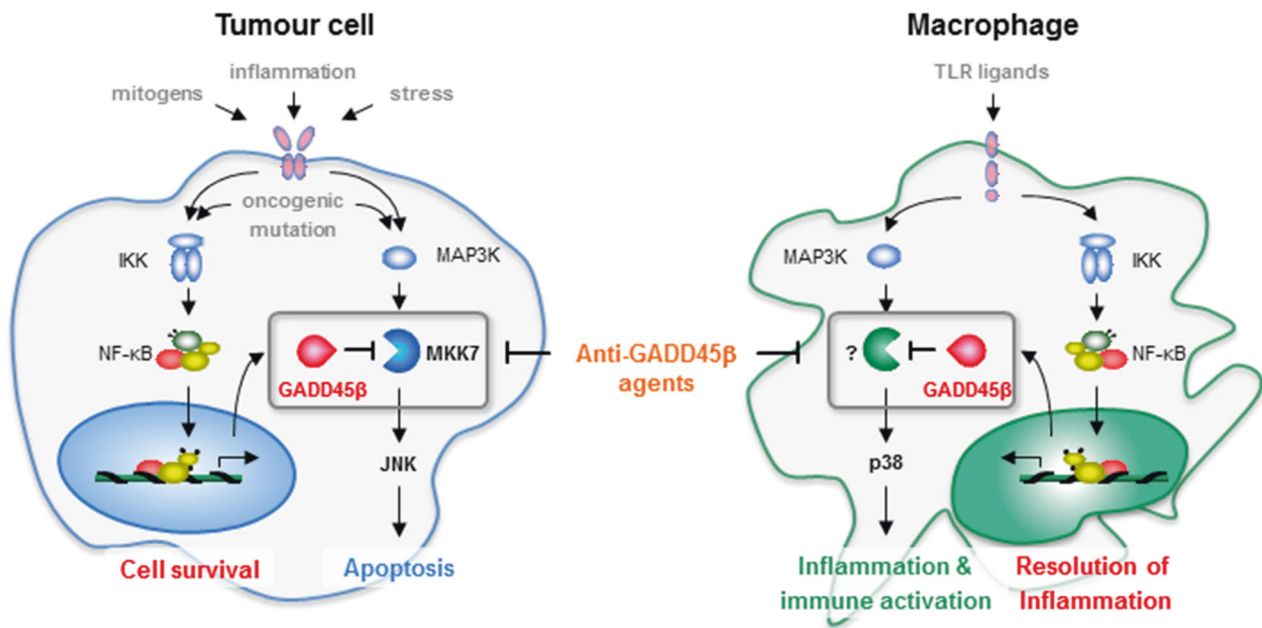 Tumour cell
inflammation
mitogens
stress
oncogenic
mutation
IKK
MAP3K
NF-κB
MKK7
GADD45β
JNK
Cell survival
Apoptosis
Anti-GADD45β
agents
Macrophage
TLR ligands
MAP3K
IKK
?
NF-κB
GADD45β
p38
Inflammation &
immune activation
Resolution of
Inflammation